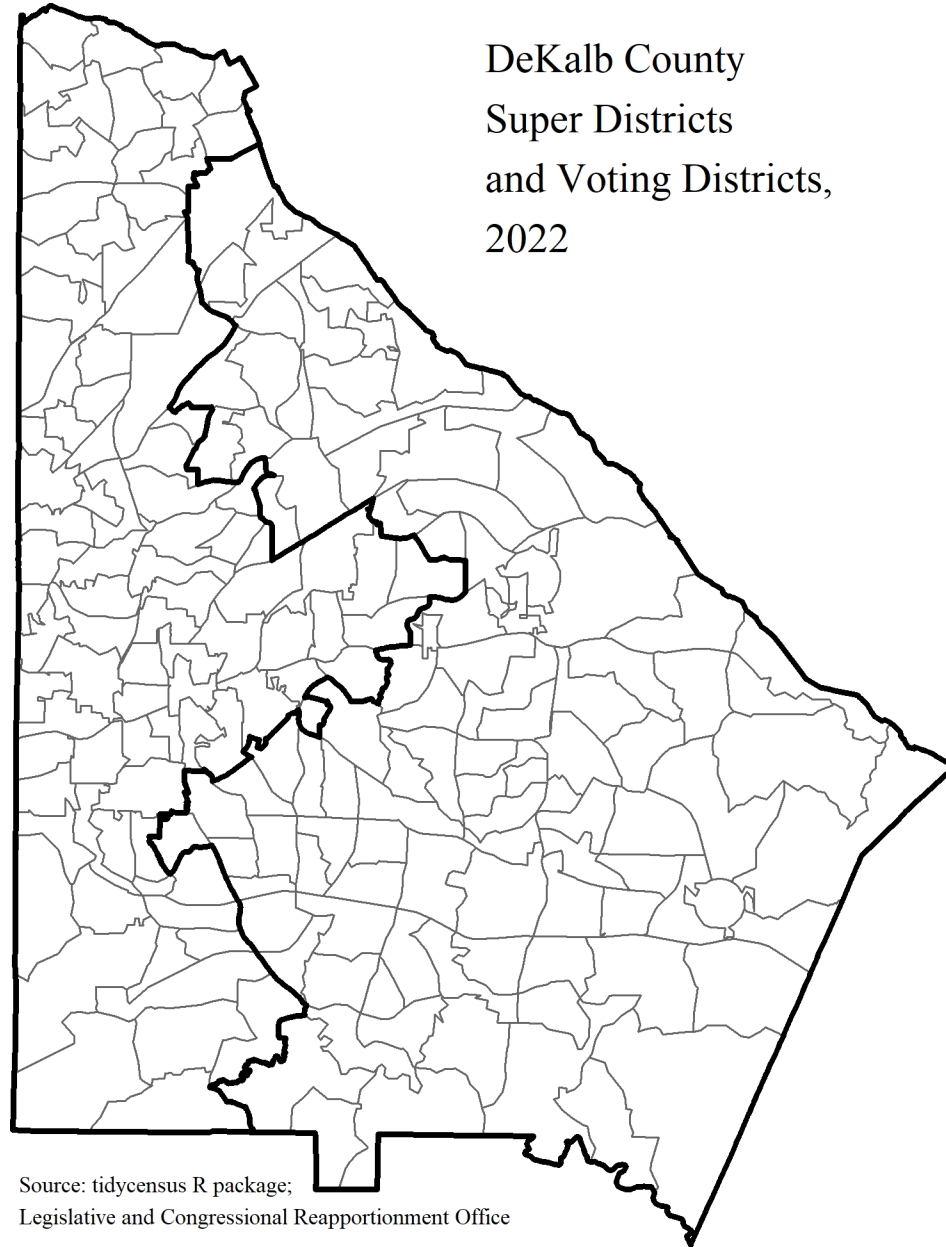 DeKalb County
Super Districts
and Voting Districts,
2022
Source: tidycensus R package;
Legislative and Congressional Reapportionment Office